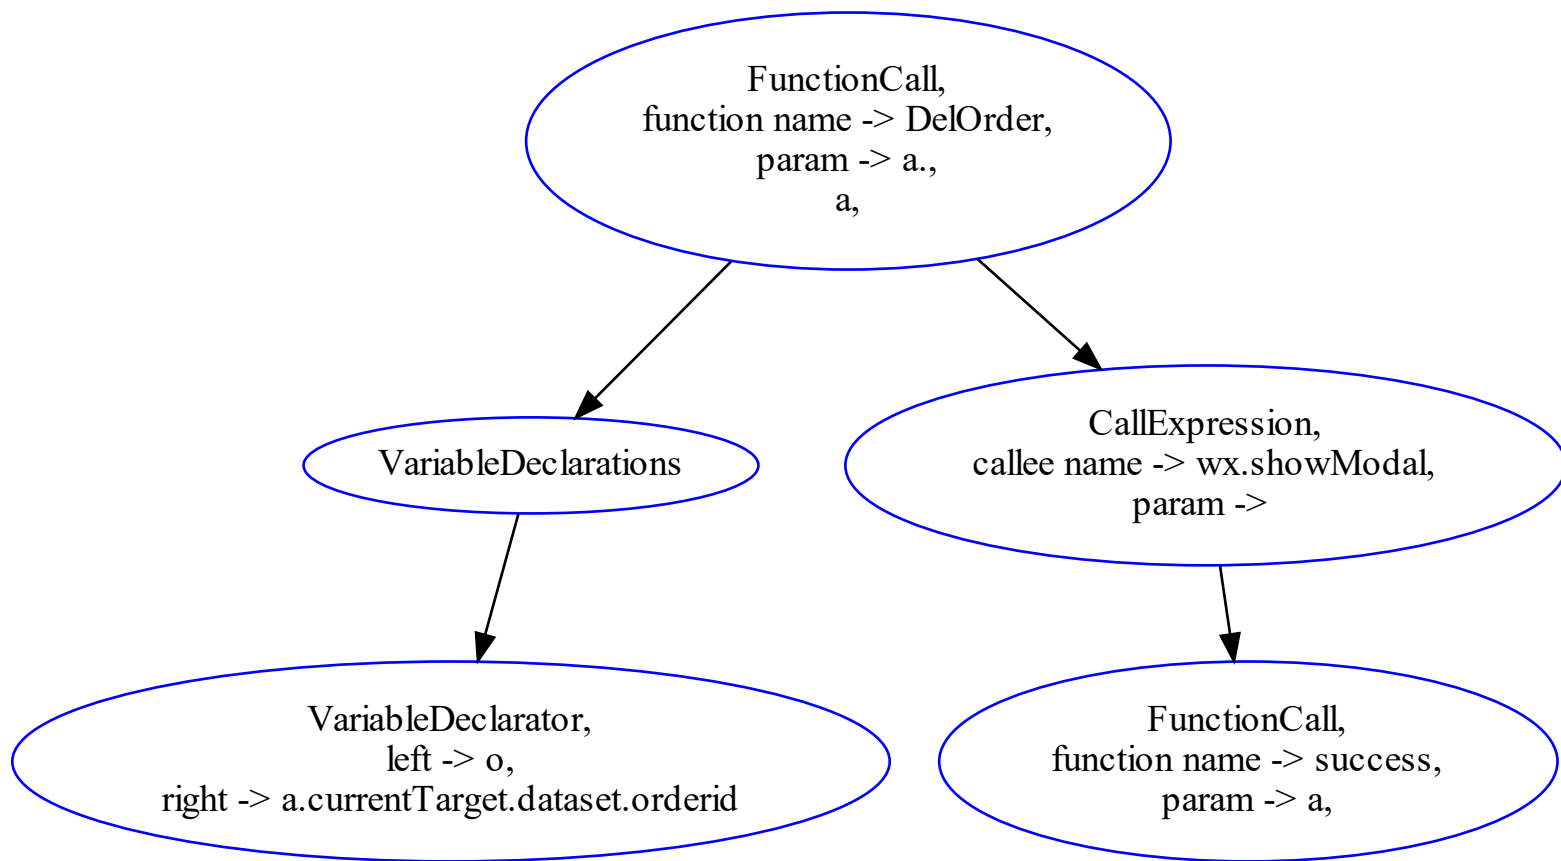 FunctionCall,
function name -> DelOrder,
param -> a.,
a,
VariableDeclarations
CallExpression,
callee name -> wx.showModal,
param ->
VariableDeclarator,
left -> o,
right -> a.currentTarget.dataset.orderid
FunctionCall,
function name -> success,
param -> a,